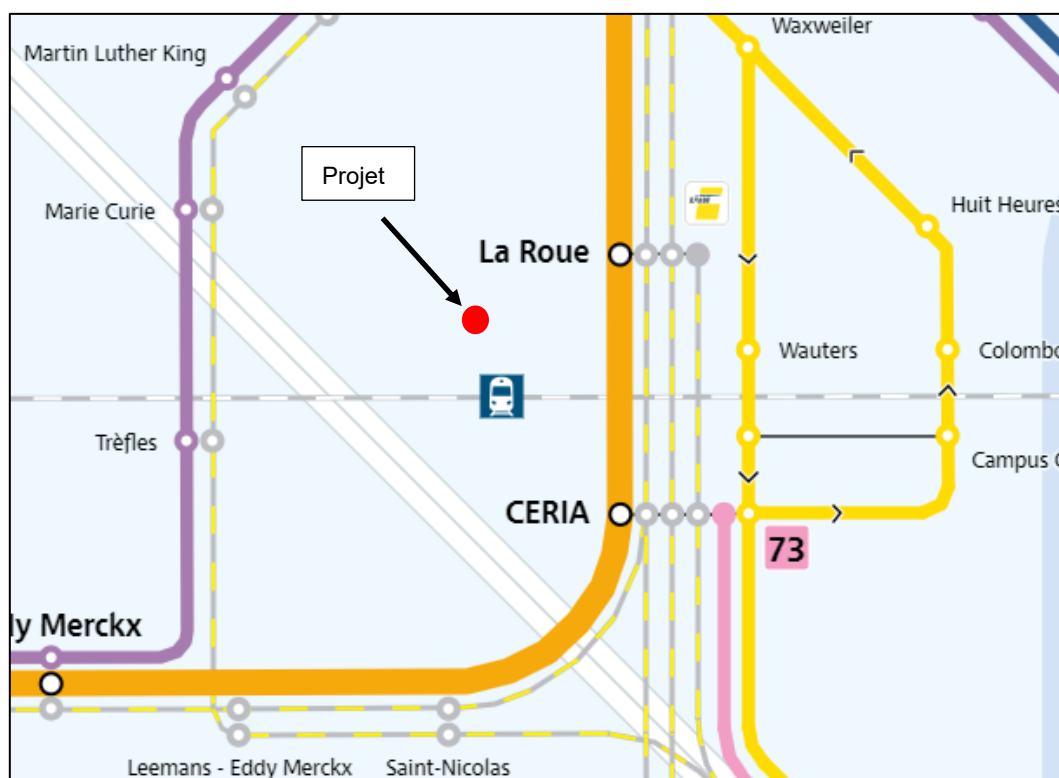 Waxweiler
Martin Luther King
Projet
Marie Curie
Huit Heures
La Roue
Wauters
Colombo
Trèfles
Campus C
CERIA
73
dy Merckx
Leemans - Eddy Merckx
Saint-Nicolas